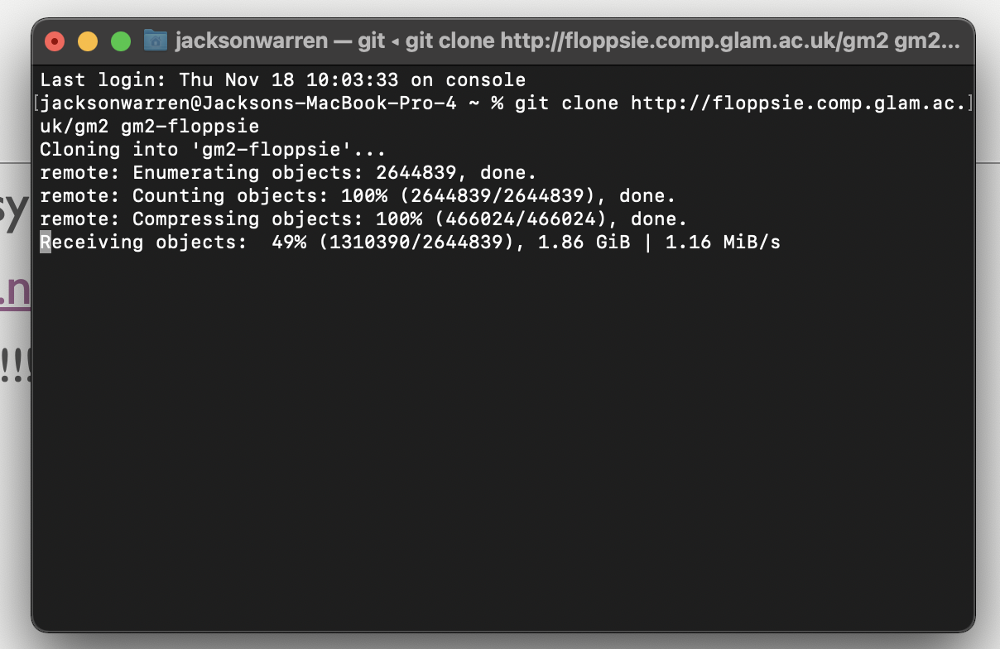 jacksonwarren — git ◂ git clone http://floppsie.comp.glam.ac.uk/gm2 gm2...
Last login: Thu Nov 18 10:03:33 on console
[jacksonwarren@Jacksons-MacBook-Pro-4 ~ % git clone http://floppsie.comp.glam.ac.]
uk/gm2 gm2-floppsie
Cloning into 'gm2-floppsie'...
remote: Enumerating objects: 2644839, done.
remote: Counting objects: 100% (2644839/2644839), done.
remote: Compressing objects: 100% (466024/466024), done.
Receiving objects:  49% (1310390/2644839), 1.86 GiB | 1.16 MiB/s
sy
.n
!!!